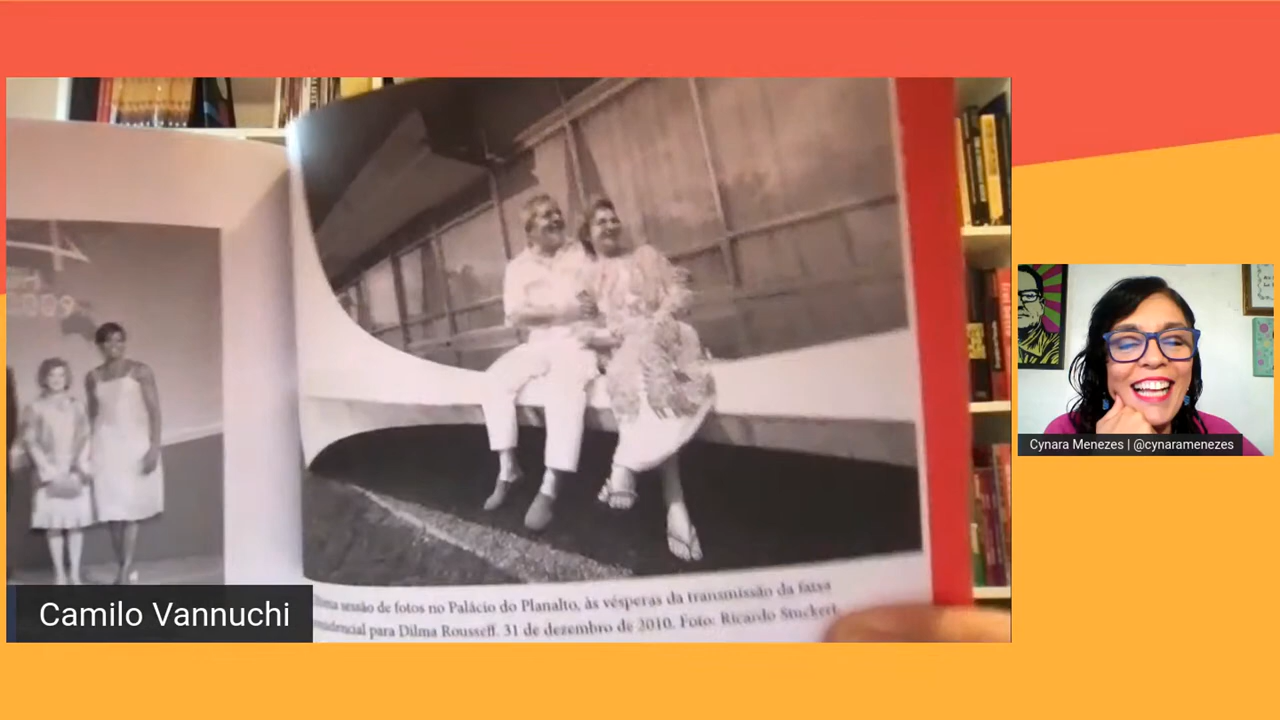 009
sessão de fotos no Palácio do Planalto, às vésperas da transmissão da faixa
para Dilma Rousseff. 31 de dezembro de 2010. Foto: Ricardo Stuckert.
Camilo Vannuchi
Cynara Menezes | @cynaramenezes